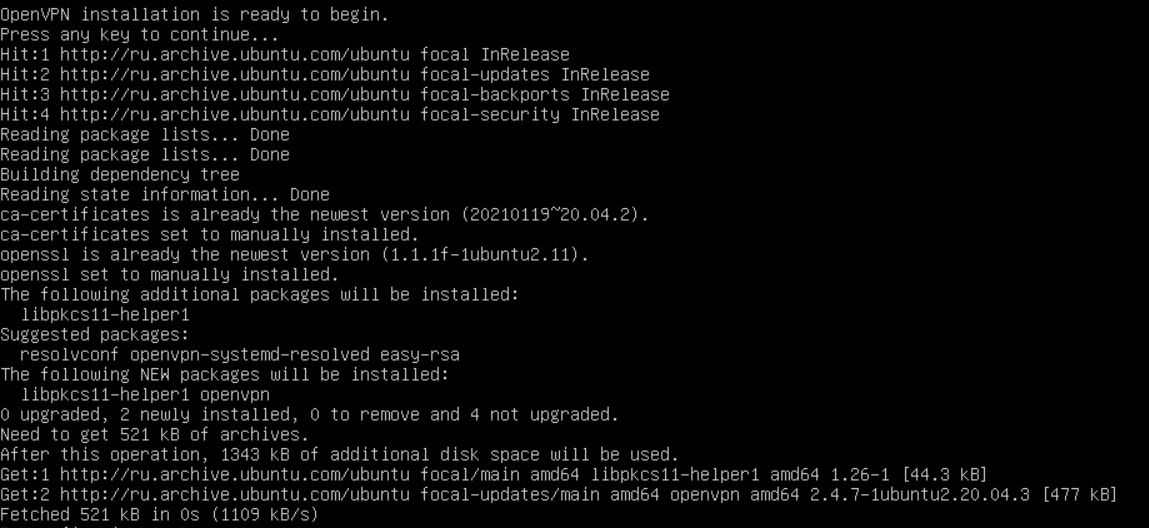 OpenVPN installation is ready to begin.
Press any key to continue...
Hit:1 http://ru.archive.ubuntu.com/ubuntu focal InRelease
Hit:2 http://ru.archive.ubuntu.com/ubuntu focal-updates InRelease
Hit:3 http://ru.archive.ubuntu.com/ubuntu focal-backports InRelease
Hit:4 http://ru.archive.ubuntu.com/ubuntu focal-security InRelease
Reading package lists... Done
Reading package lists... Done
Building dependency tree
Reading state information... Done
ca-certificates is already the newest version (20210119~20.04.2).
ca-certificates set to manually installed.
openssl is already the newest version (1.1.1f-1ubuntu2.11).
openssl set to manually installed.
The following additional packages will be installed:
  libpkcs11-helper1
Suggested packages:
  resolvconf openvpn-systemd-resolved easy-rsa
The following NEW packages will be installed:
  libpkcs11-helper1 openvpn
0 upgraded, 2 newly installed, 0 to remove and 4 not upgraded.
Need to get 521 kB of archives.
After this operation, 1343 kB of additional disk space will be used.
Get:1 http://ru.archive.ubuntu.com/ubuntu focal/main amd64 libpkcs11-helper1 amd64 1.26-1 [44.3 kB]
Get:2 http://ru.archive.ubuntu.com/ubuntu focal-updates/main amd64 openvpn amd64 2.4.7-1ubuntu2.20.04.3 [477 kB]
Fetched 521 kB in 0s (1109 kB/s)